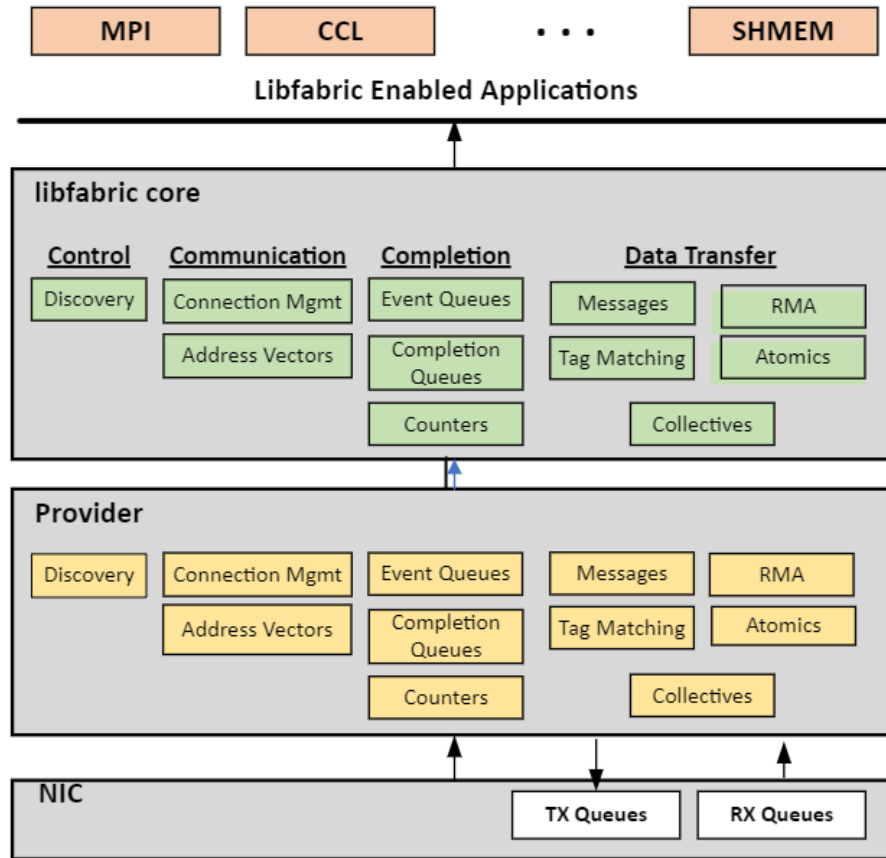 MPI
CCL
. . .
SHMEM
Libfabric Enabled Applications
libfabric core
Control
Communication
Completion
Data Transfer
Discovery
Connection Mgmt
Event Queues
Messages
RMA
Address Vectors
Completion
Queues
Tag Matching
Atomics
Counters
Collectives
Provider
Discovery
Connection Mgmt
Event Queues
Messages
RMA
Address Vectors
Completion
Queues
Tag Matching
Atomics
Counters
Collectives
NIC
TX Queues
RX Queues